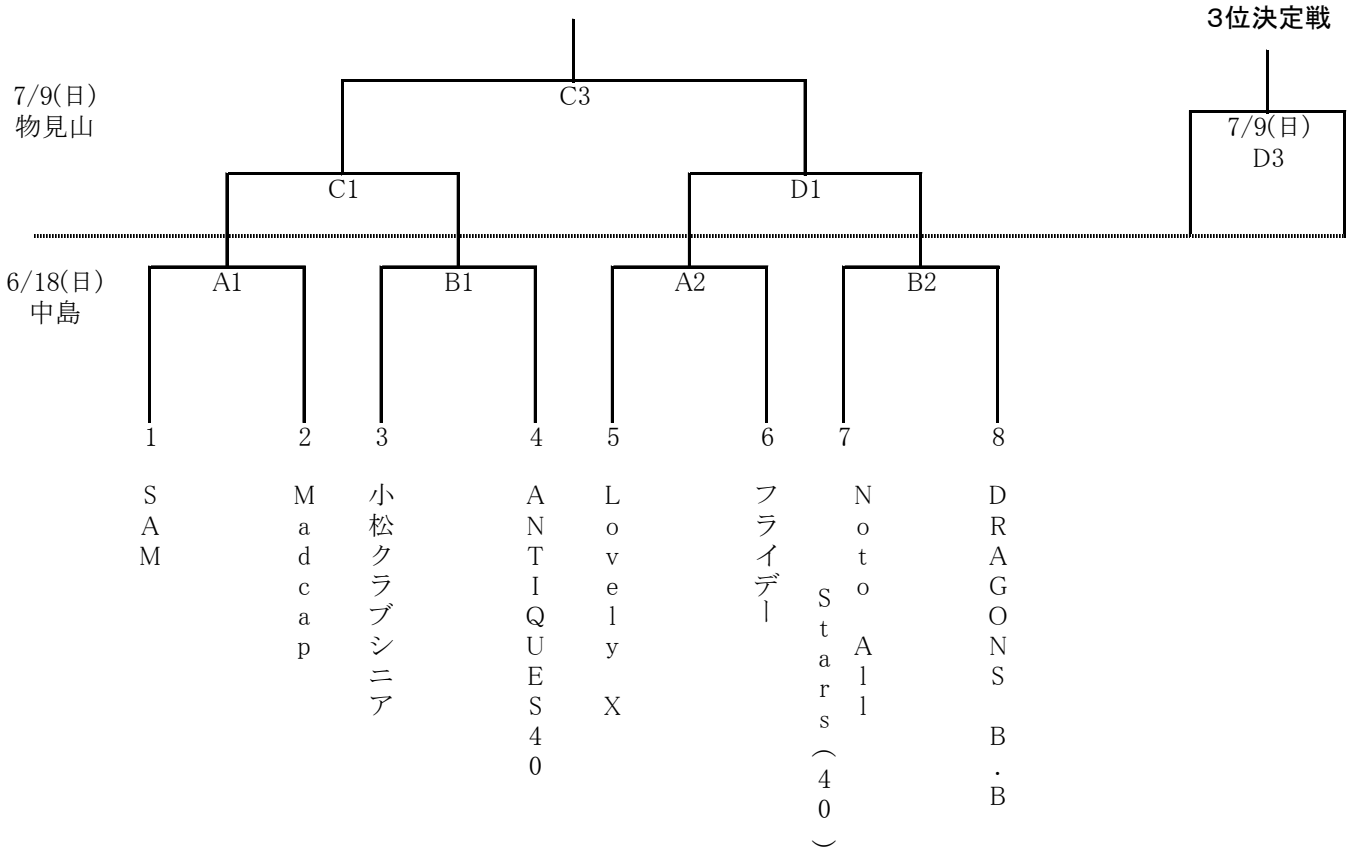 3位決定戦
7/9(日)
物見山
C3
7/9(日)
D3
C1
D1
6/18(日)
中島
A1
B1
A2
B2
1
2
3
4
5
6
7
8
SAM
Madcap
小松クラブシニア
ANTIQUES40
Lovely X
フライデー
Noto All
Stars(40)
DRAGONS B.B